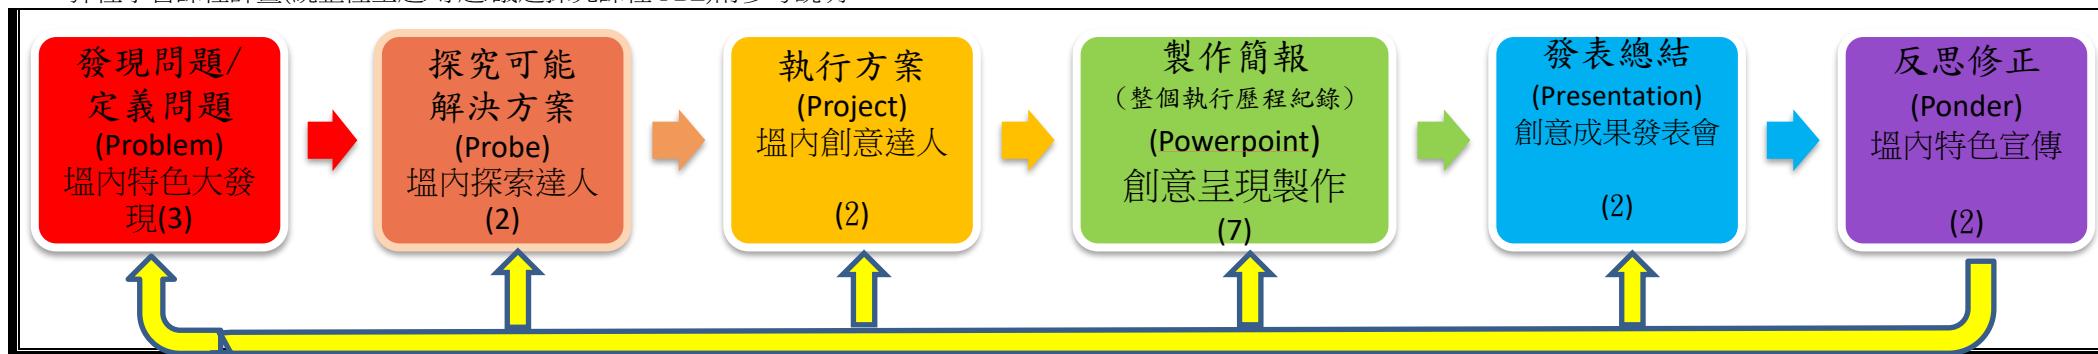 發現問題/
定義問題
(Problem)
塭內特色大發
現(3)
探究可能
解決方案
(Probe)
塭內探索達人
(2)
執行方案
(Project)
塭內創意達人
(2)
製作簡報
（整個執行歷程紀錄）
(Powerpoint)
創意呈現製作
(7)
發表總結
(Presentation)
創意成果發表會
(2)
反思修正
(Ponder)
塭內特色宣傳
(2)